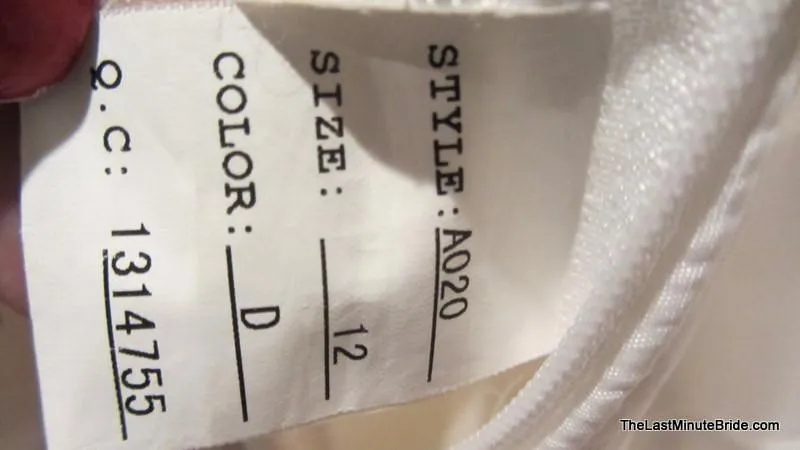 STYLE: A020
SIZE: 12
COLOR: D
Q.C: 1314755
TheLastMinuteBride.com